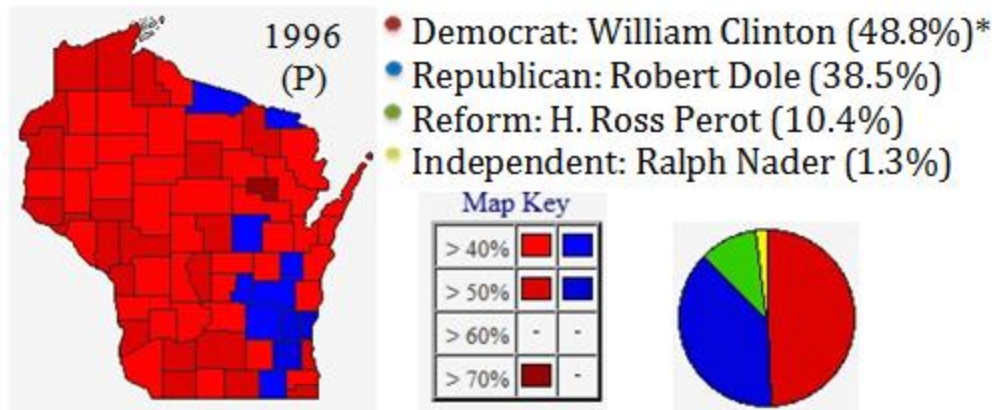 1996
(P)
Democrat: William Clinton (48.8%)*
Republican: Robert Dole (38.5%)
Reform: H. Ross Perot (10.4%)
Independent: Ralph Nader (1.3%)
Map Key
> 40%
> 50%
> 60% - -
> 70% -